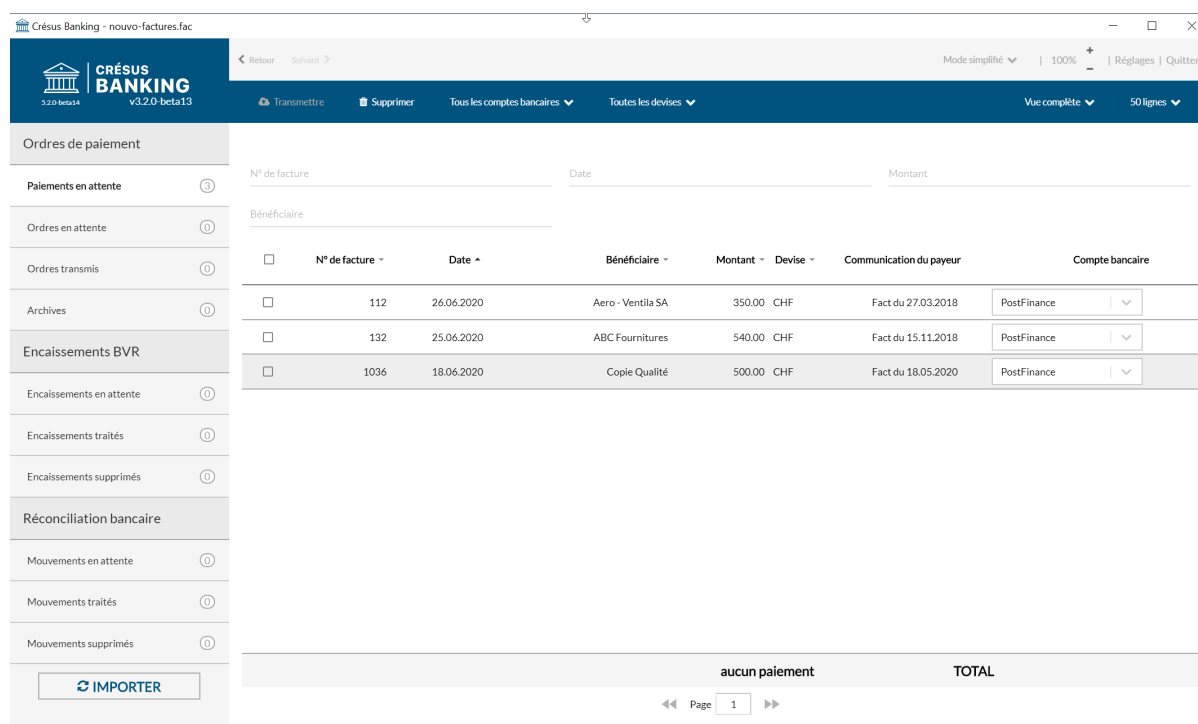 Crésus Banking - nouvo-factures.fac
CRÉSUS
BANKING
5.2.0-beta14 v3.2.0-beta13
Retour Suivant Mode simplifié | 100% + − | Réglages | Quitter
Transmettre Supprimer Tous les comptes bancaires Toutes les devises Vue complète 50 lignes
Ordres de paiement
Paiements en attente 3
Ordres en attente 0
Ordres transmis 0
Archives 0
Encaissements BVR
Encaissements en attente 0
Encaissements traités 0
Encaissements supprimés 0
Réconciliation bancaire
Mouvements en attente 0
Mouvements traités 0
Mouvements supprimés 0
IMPORTER
N° de facture Date Montant
Bénéficiaire
N° de facture Date Bénéficiaire Montant Devise Communication du payeur Compte bancaire
112 26.06.2020 Aero - Ventila SA 350.00 CHF Fact du 27.03.2018 PostFinance
132 25.06.2020 ABC Fournitures 540.00 CHF Fact du 15.11.2018 PostFinance
1036 18.06.2020 Copie Qualité 500.00 CHF Fact du 18.05.2020 PostFinance
aucun paiement TOTAL
Page 1